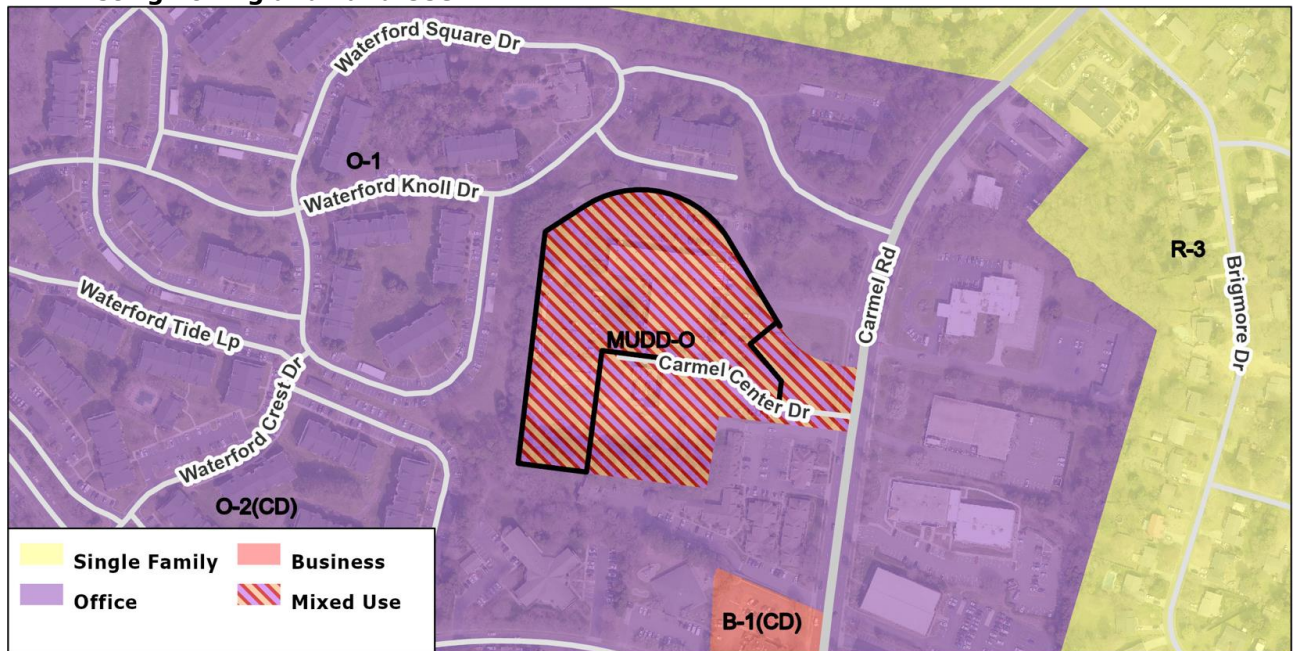 Waterford Square Dr
O-1
Waterford Knoll Dr
R-3
Carmel Rd
Brigmore Dr
Waterford Tide Lp
MUDD-O
Carmel Center Dr
Waterford Crest Dr
O-2(CD)
B-1(CD)
Single Family
Business
Office
Mixed Use